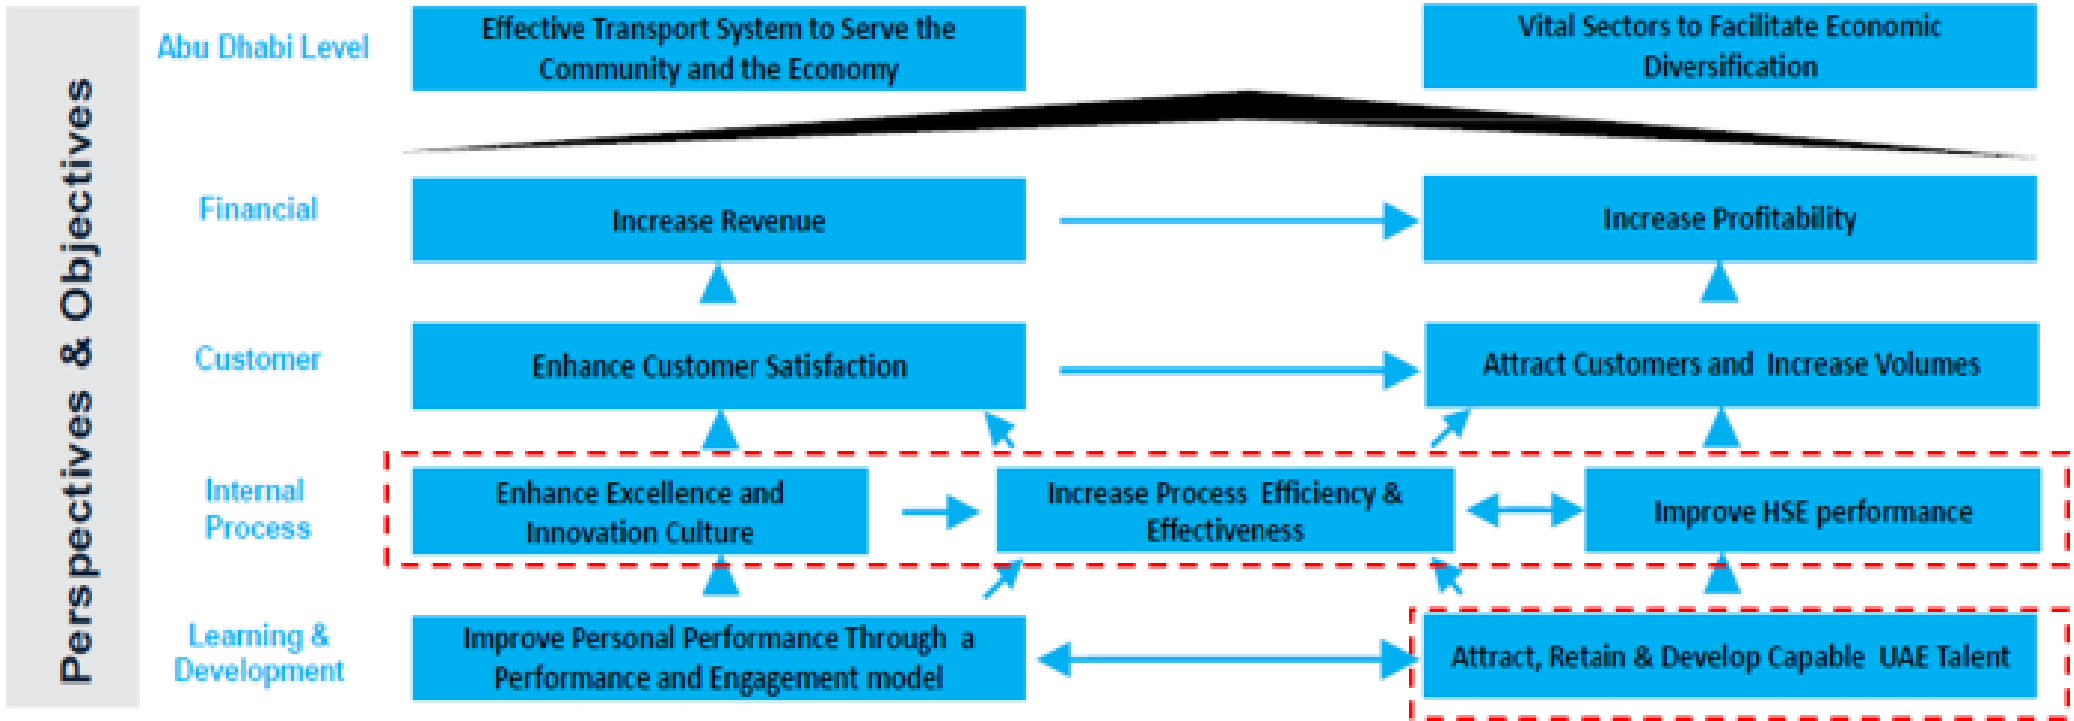 Perspectives & Objectives
Abu Dhabi Level
Effective Transport System to Serve the
Community and the Economy
Vital Sectors to Facilitate Economic
Diversification
Financial
Increase Revenue
Increase Profitability
Customer
Enhance Customer Satisfaction
Attract Customers and Increase Volumes
Internal
Process
Enhance Excellence and
Innovation Culture
Increase Process Efficiency &
Effectiveness
Improve HSE performance
Learning &
Development
Improve Personal Performance Through a
Performance and Engagement model
Attract, Retain & Develop Capable UAE Talent